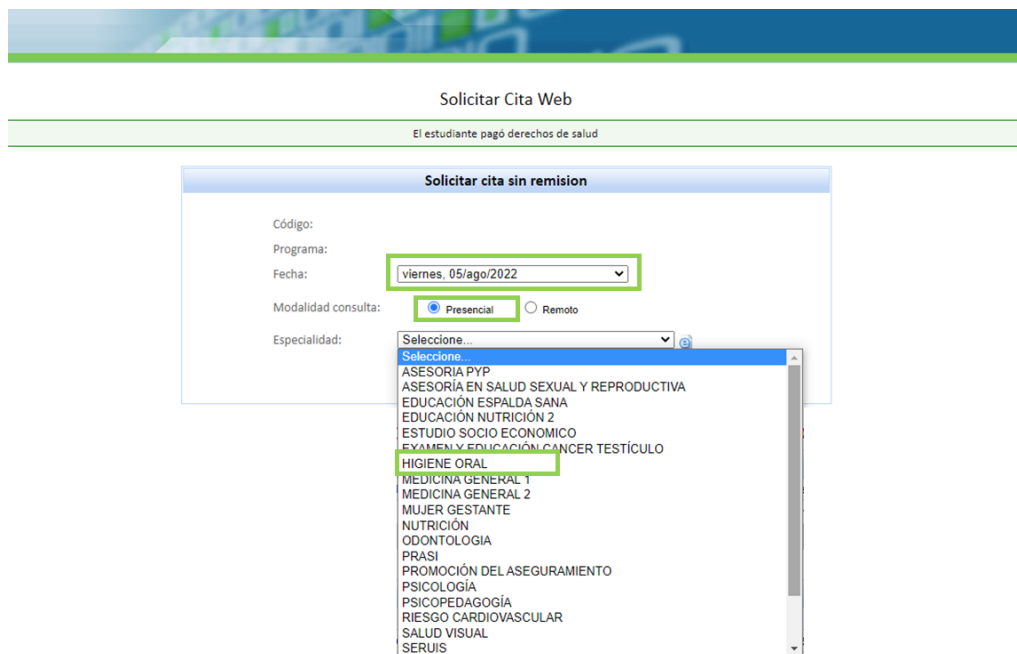 Solicitar Cita Web
El estudiante pagó derechos de salud
Solicitar cita sin remision
Código:
Programa:
Fecha: viernes, 05/ago/2022
Modalidad consulta: Presencial Remoto
Especialidad: Seleccione...
Seleccione...
ASESORIA PYP
ASESORÍA EN SALUD SEXUAL Y REPRODUCTIVA
EDUCACIÓN ESPALDA SANA
EDUCACIÓN NUTRICIÓN 2
ESTUDIO SOCIO ECONOMICO
EXAMEN Y EDUCACIÓN CANCER TESTÍCULO
HIGIENE ORAL
MEDICINA GENERAL 1
MEDICINA GENERAL 2
MUJER GESTANTE
NUTRICIÓN
ODONTOLOGIA
PRASI
PROMOCIÓN DEL ASEGURAMIENTO
PSICOLOGÍA
PSICOPEDAGOGÍA
RIESGO CARDIOVASCULAR
SALUD VISUAL
SERUIS